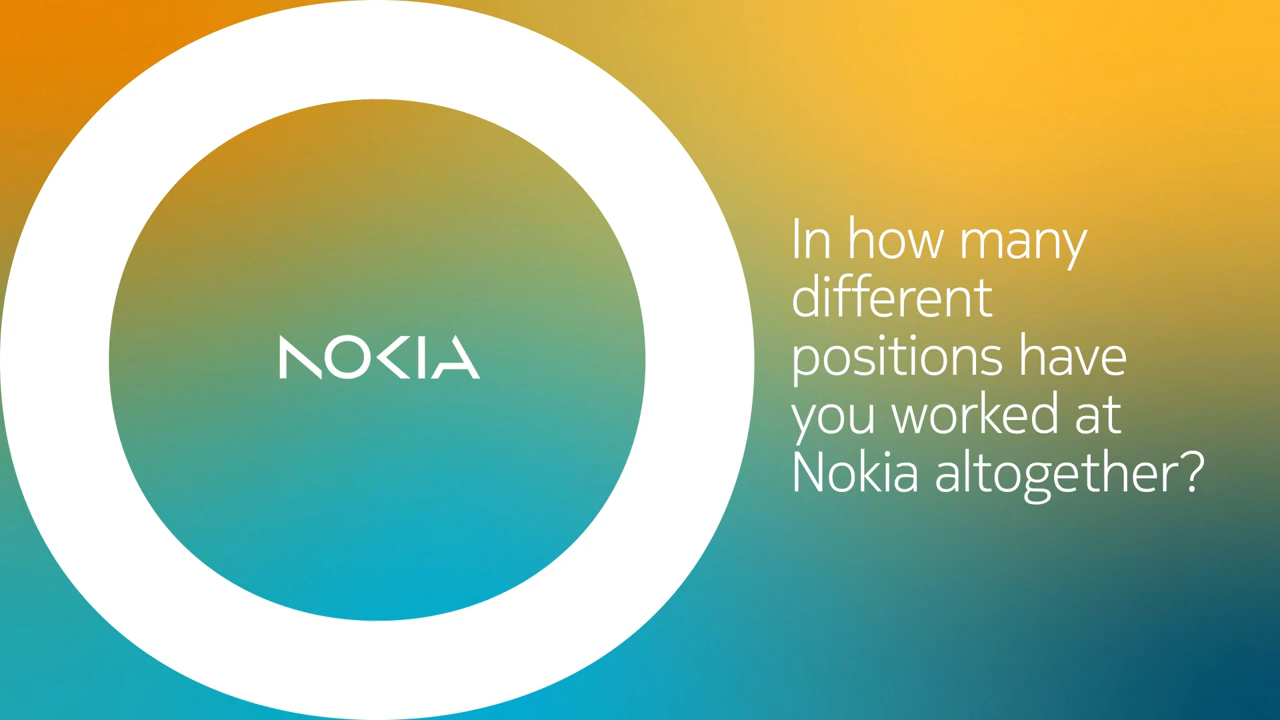 NOKIA
In how many
different
positions have
you worked at
Nokia altogether?